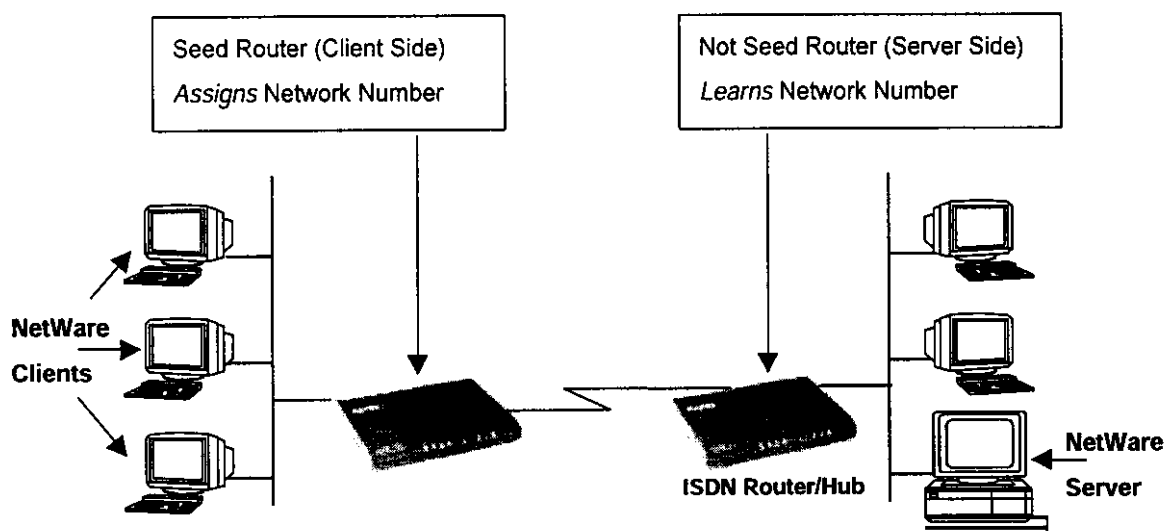 Seed Router (Client Side)
Assigns Network Number
Not Seed Router (Server Side)
Learns Network Number
NetWare
Clients
ISDN Router/Hub
NetWare
Server